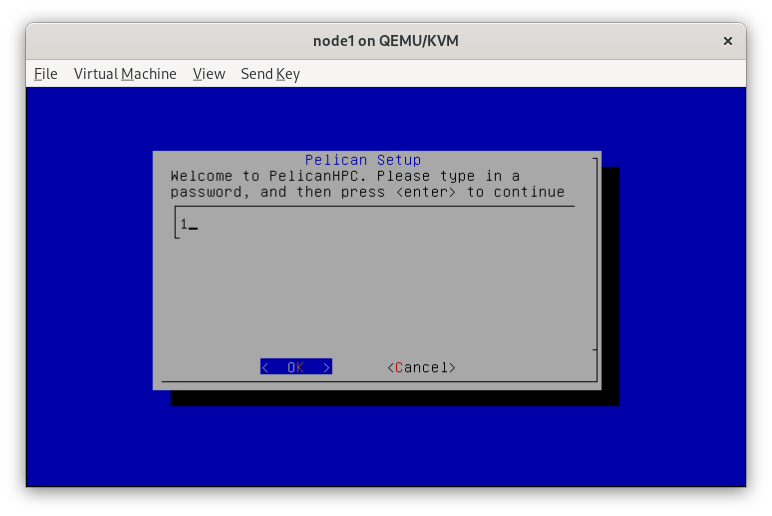 node1 on QEMU/KVM
File Virtual Machine View Send Key
Pelican Setup
Welcome to PelicanHPC. Please type in a
password, and then press <enter> to continue
1
< OK > <Cancel>